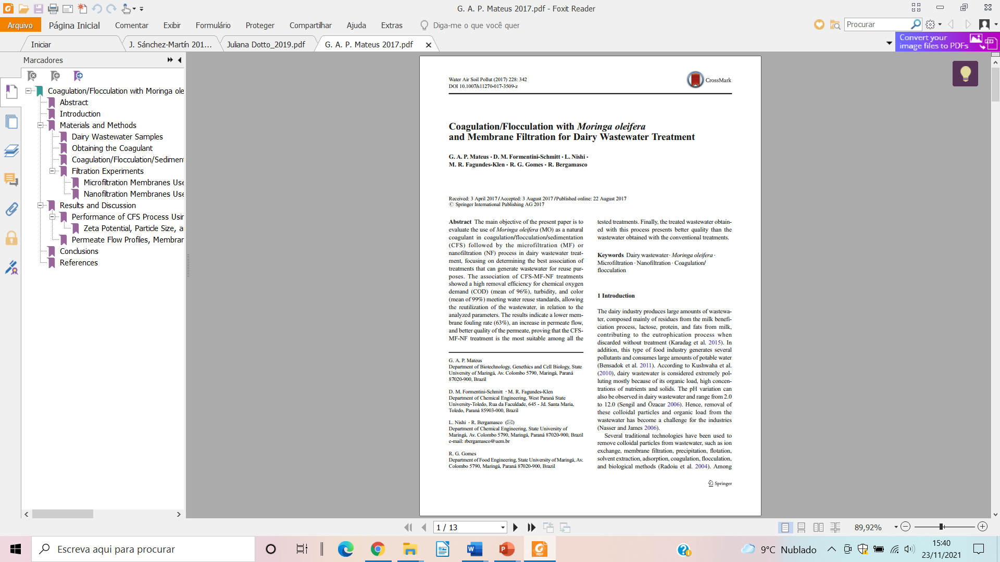 G. A. P. Mateus 2017.pdf - Foxit Reader
Arquivo
Página Inicial
Comentar
Exibir
Formulário
Proteger
Compartilhar
Ajuda
Extras
Diga-me o que você quer
Procurar
Iniciar
J. Sánchez-Martín 201...
Juliana Dotto_2019.pdf
G. A. P. Mateus 2017.pdf
Convert your
image files to PDFs
Marcadores
Coagulation/Flocculation with Moringa ole
Abstract
Introduction
Materials and Methods
Dairy Wastewater Samples
Obtaining the Coagulant
Coagulation/Flocculation/Sedimen
Filtration Experiments
Microfiltration Membranes Use
Nanofiltration Membranes Use
Results and Discussion
Performance of CFS Process Usin
Zeta Potential, Particle Size, a
Permeate Flow Profiles, Membrar
Conclusions
References
Water Air Soil Pollut (2017) 228: 342
DOI 10.1007/s11270-017-3509-z
CrossMark
Coagulation/Flocculation with Moringa oleifera
and Membrane Filtration for Dairy Wastewater Treatment
G. A. P. Mateus · D. M. Formentini-Schmitt · L. Nishi ·
M. R. Fagundes-Klen · R. G. Gomes · R. Bergamasco
Received: 3 April 2017 / Accepted: 3 August 2017 / Published online: 22 August 2017
© Springer International Publishing AG 2017
Abstract The main objective of the present paper is to
evaluate the use of Moringa oleifera (MO) as a natural
coagulant in coagulation/flocculation/sedimentation
(CFS) followed by the microfiltration (MF) or
nanofiltration (NF) process in dairy wastewater treat-
ment, focusing on determining the best association of
treatments that can generate wastewater for reuse pur-
poses. The association of CFS-MF-NF treatments
showed a high removal efficiency for chemical oxygen
demand (COD) (mean of 96%), turbidity, and color
(mean of 99%) meeting water reuse standards, allowing
the reutilization of the wastewater, in relation to the
analyzed parameters. The results indicate a lower mem-
brane fouling rate (63%), an increase in permeate flow,
and better quality of the permeate, proving that the CFS-
MF-NF treatment is the most suitable among all the
G. A. P. Mateus
Department of Biotechnology, Genethics and Cell Biology, State
University of Maringá, Av. Colombo 5790, Maringá, Paraná
87020-900, Brazil
D. M. Formentini-Schmitt · M. R. Fagundes-Klen
Department of Chemical Engineering, West Paraná State
University-Toledo, Rua da Faculdade, 645 - Jd. Santa Maria,
Toledo, Paraná 85903-000, Brazil
L. Nishi · R. Bergamasco (✉)
Department of Chemical Engineering, State University of
Maringá, Av. Colombo 5790, Maringá, Paraná 87020-900, Brazil
e-mail: rbergamasco@uem.br
R. G. Gomes
Department of Food Engineering, State University of Maringá, Av.
Colombo 5790, Maringá, Paraná 87020-900, Brazil
tested treatments. Finally, the treated wastewater obtain-
ed with this process presents better quality than the
wastewater obtained with the conventional treatments.
Keywords Dairy wastewater · Moringa oleifera ·
Microfiltration · Nanofiltration · Coagulation/
flocculation
1 Introduction
The dairy industry produces large amounts of wastewa-
ter, composed mainly of residues from the milk benefi-
ciation process, lactose, protein, and fats from milk,
contributing to the eutrophication process when
discarded without treatment (Karadag et al. 2015). In
addition, this type of food industry generates several
pollutants and consumes large amounts of potable water
(Bensadok et al. 2011). According to Kushwaha et al.
(2010), dairy wastewater is considered extremely pol-
luting mostly because of its organic load, high concen-
trations of nutrients and solids. The pH variation can
also be observed in dairy wastewater and range from 2.0
to 12.0 (Sengil and Özacar 2006). Hence, removal of
these colloidal particles and organic load from the
wastewater has become a challenge for the industries
(Nasser and James 2006).
Several traditional technologies have been used to
remove colloidal particles from wastewater, such as ion
exchange, membrane filtration, precipitation, flotation,
solvent extraction, adsorption, coagulation, flocculation,
and biological methods (Radoiu et al. 2004). Among
Springer
1 / 13
89,92%
Escreva aqui para procurar
9°C Nublado
15:40
23/11/2021